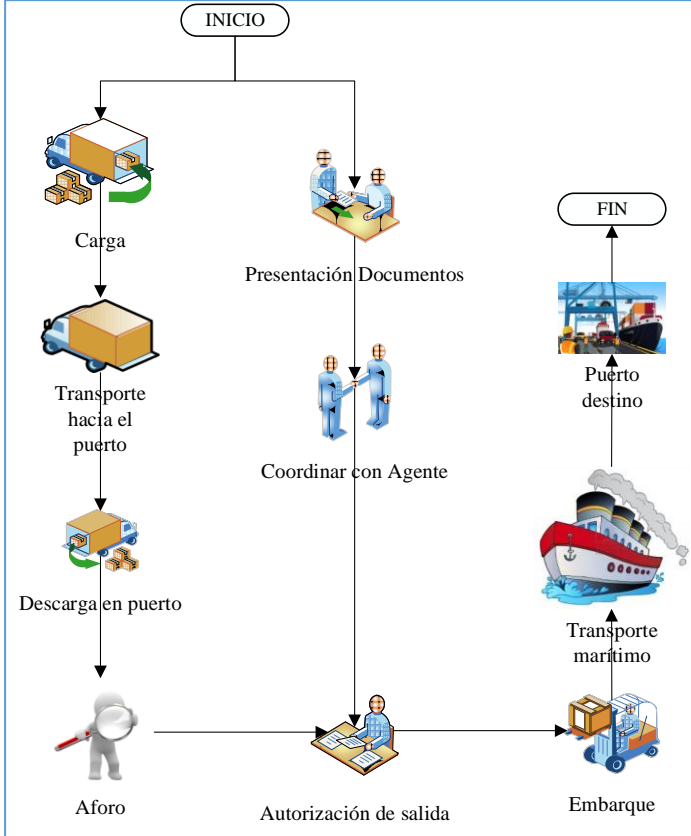 INICIO
Carga
Transporte
hacia el
puerto
Descarga en puerto
Aforo
Presentación Documentos
Coordinar con Agente
Autorización de salida
Embarque
Transporte
marítimo
Puerto
destino
FIN